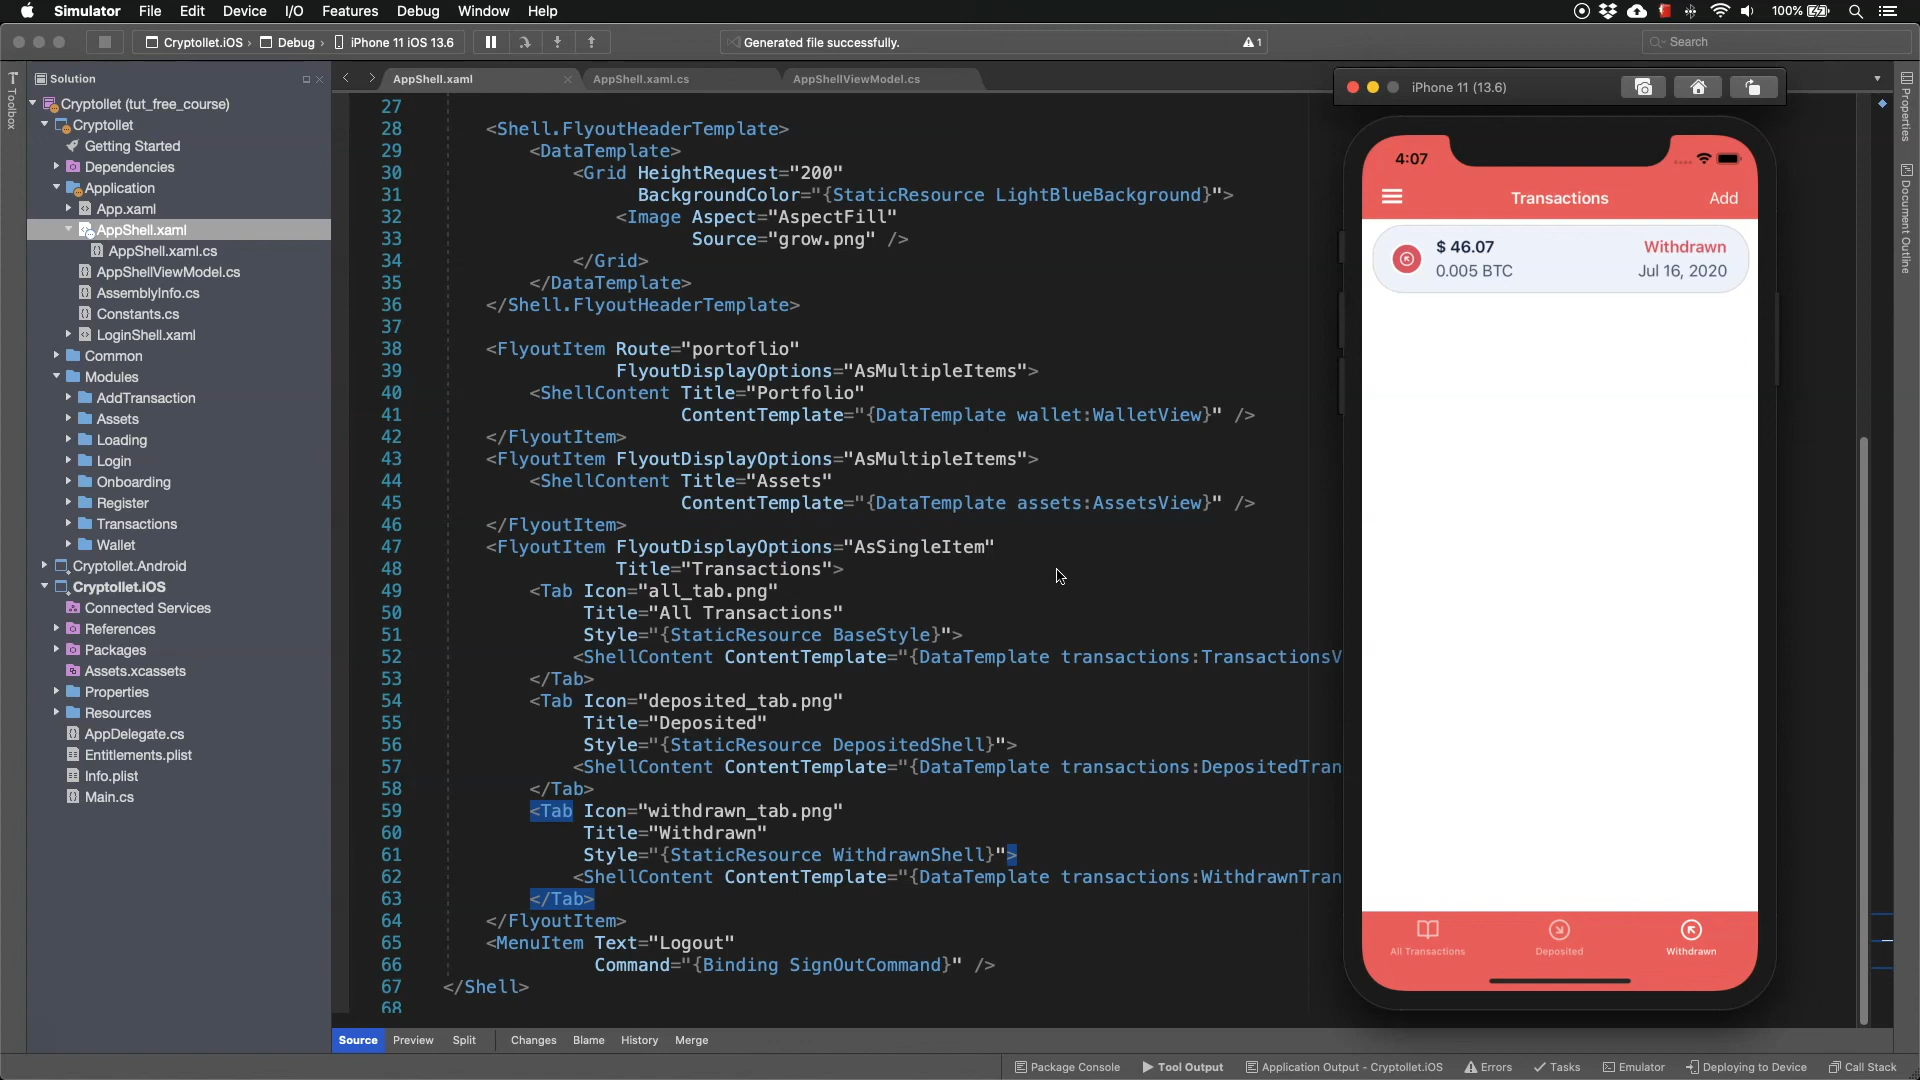 Simulator File Edit Device I/O Features Debug Window Help
100%
Cryptollet.iOS › Debug › iPhone 11 iOS 13.6
Generated file successfully.
1
Search
Toolbox
Solution
Cryptollet (tut_free_course)
Cryptollet
Getting Started
Dependencies
Application
App.xaml
AppShell.xaml
AppShell.xaml.cs
AppShellViewModel.cs
AssemblyInfo.cs
Constants.cs
LoginShell.xaml
Common
Modules
AddTransaction
Assets
Loading
Login
Onboarding
Register
Transactions
Wallet
Cryptollet.Android
Cryptollet.iOS
Connected Services
References
Packages
Assets.xcassets
Properties
Resources
AppDelegate.cs
Entitlements.plist
Info.plist
Main.cs
AppShell.xaml
AppShell.xaml.cs
AppShellViewModel.cs
27
28 <Shell.FlyoutHeaderTemplate>
29 <DataTemplate>
30 <Grid HeightRequest="200"
31 BackgroundColor="{StaticResource LightBlueBackground}">
32 <Image Aspect="AspectFill"
33 Source="grow.png" />
34 </Grid>
35 </DataTemplate>
36 </Shell.FlyoutHeaderTemplate>
37
38 <FlyoutItem Route="portoflio"
39 FlyoutDisplayOptions="AsMultipleItems">
40 <ShellContent Title="Portfolio"
41 ContentTemplate="{DataTemplate wallet:WalletView}" />
42 </FlyoutItem>
43 <FlyoutItem FlyoutDisplayOptions="AsMultipleItems">
44 <ShellContent Title="Assets"
45 ContentTemplate="{DataTemplate assets:AssetsView}" />
46 </FlyoutItem>
47 <FlyoutItem FlyoutDisplayOptions="AsSingleItem"
48 Title="Transactions">
49 <Tab Icon="all_tab.png"
50 Title="All Transactions"
51 Style="{StaticResource BaseStyle}">
52 <ShellContent ContentTemplate="{DataTemplate transactions:TransactionsV
53 </Tab>
54 <Tab Icon="deposited_tab.png"
55 Title="Deposited"
56 Style="{StaticResource DepositedShell}">
57 <ShellContent ContentTemplate="{DataTemplate transactions:DepositedTran
58 </Tab>
59 <Tab Icon="withdrawn_tab.png"
60 Title="Withdrawn"
61 Style="{StaticResource WithdrawnShell}">
62 <ShellContent ContentTemplate="{DataTemplate transactions:WithdrawnTran
63 </Tab>
64 </FlyoutItem>
65 <MenuItem Text="Logout"
66 Command="{Binding SignOutCommand}" />
67 </Shell>
68
iPhone 11 (13.6)
4:07
Transactions
Add
$ 46.07 Withdrawn
0.005 BTC Jul 16, 2020
All Transactions
Deposited
Withdrawn
Properties
Document Outline
Source Preview Split Changes Blame History Merge
Package Console Tool Output Application Output - Cryptollet.iOS Errors Tasks Emulator Deploying to Device Call Stack